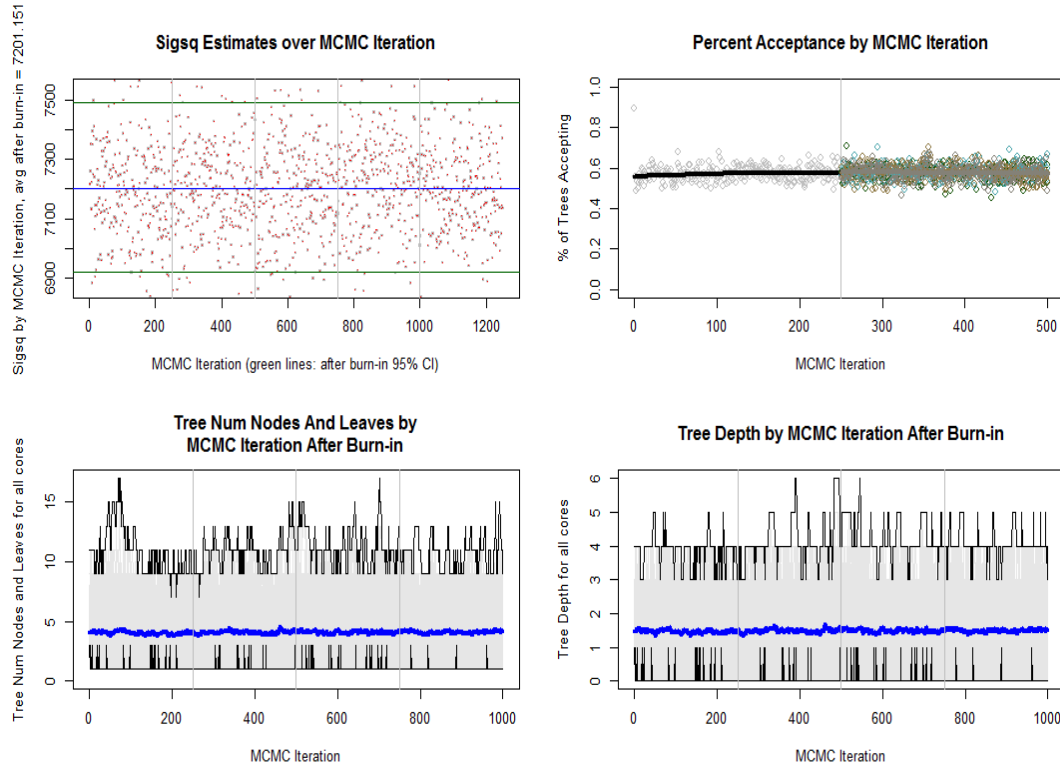 Sigsq Estimates over MCMC Iteration
Sigsq by MCMC Iteration, avg after burn-in = 7201.151
7500
7300
7100
6900
0 200 400 600 800 1000 1200
MCMC Iteration (green lines: after burn-in 95% CI)
Percent Acceptance by MCMC Iteration
% of Trees Accepting
1.0
0.8
0.6
0.4
0.2
0.0
0 100 200 300 400 500
MCMC Iteration
Tree Num Nodes And Leaves by
MCMC Iteration After Burn-in
Tree Num Nodes and Leaves for all cores
15
10
5
0
0 200 400 600 800 1000
MCMC Iteration
Tree Depth by MCMC Iteration After Burn-in
Tree Depth for all cores
6
5
4
3
2
1
0
0 200 400 600 800 1000
MCMC Iteration